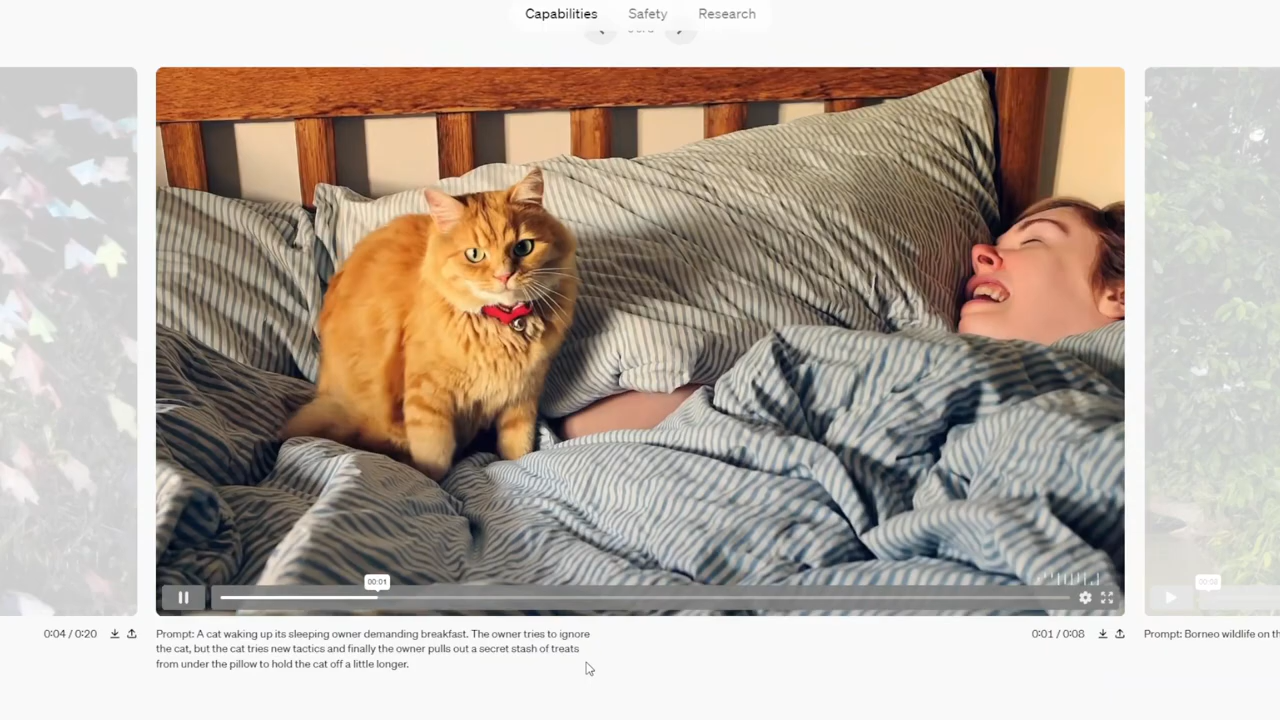 Capabilities Safety Research
00:01
0:04 / 0:20
Prompt: A cat waking up its sleeping owner demanding breakfast. The owner tries to ignore
the cat, but the cat tries new tactics and finally the owner pulls out a secret stash of treats
from under the pillow to hold the cat off a little longer.
0:01 / 0:08
Prompt: Borneo wildlife on